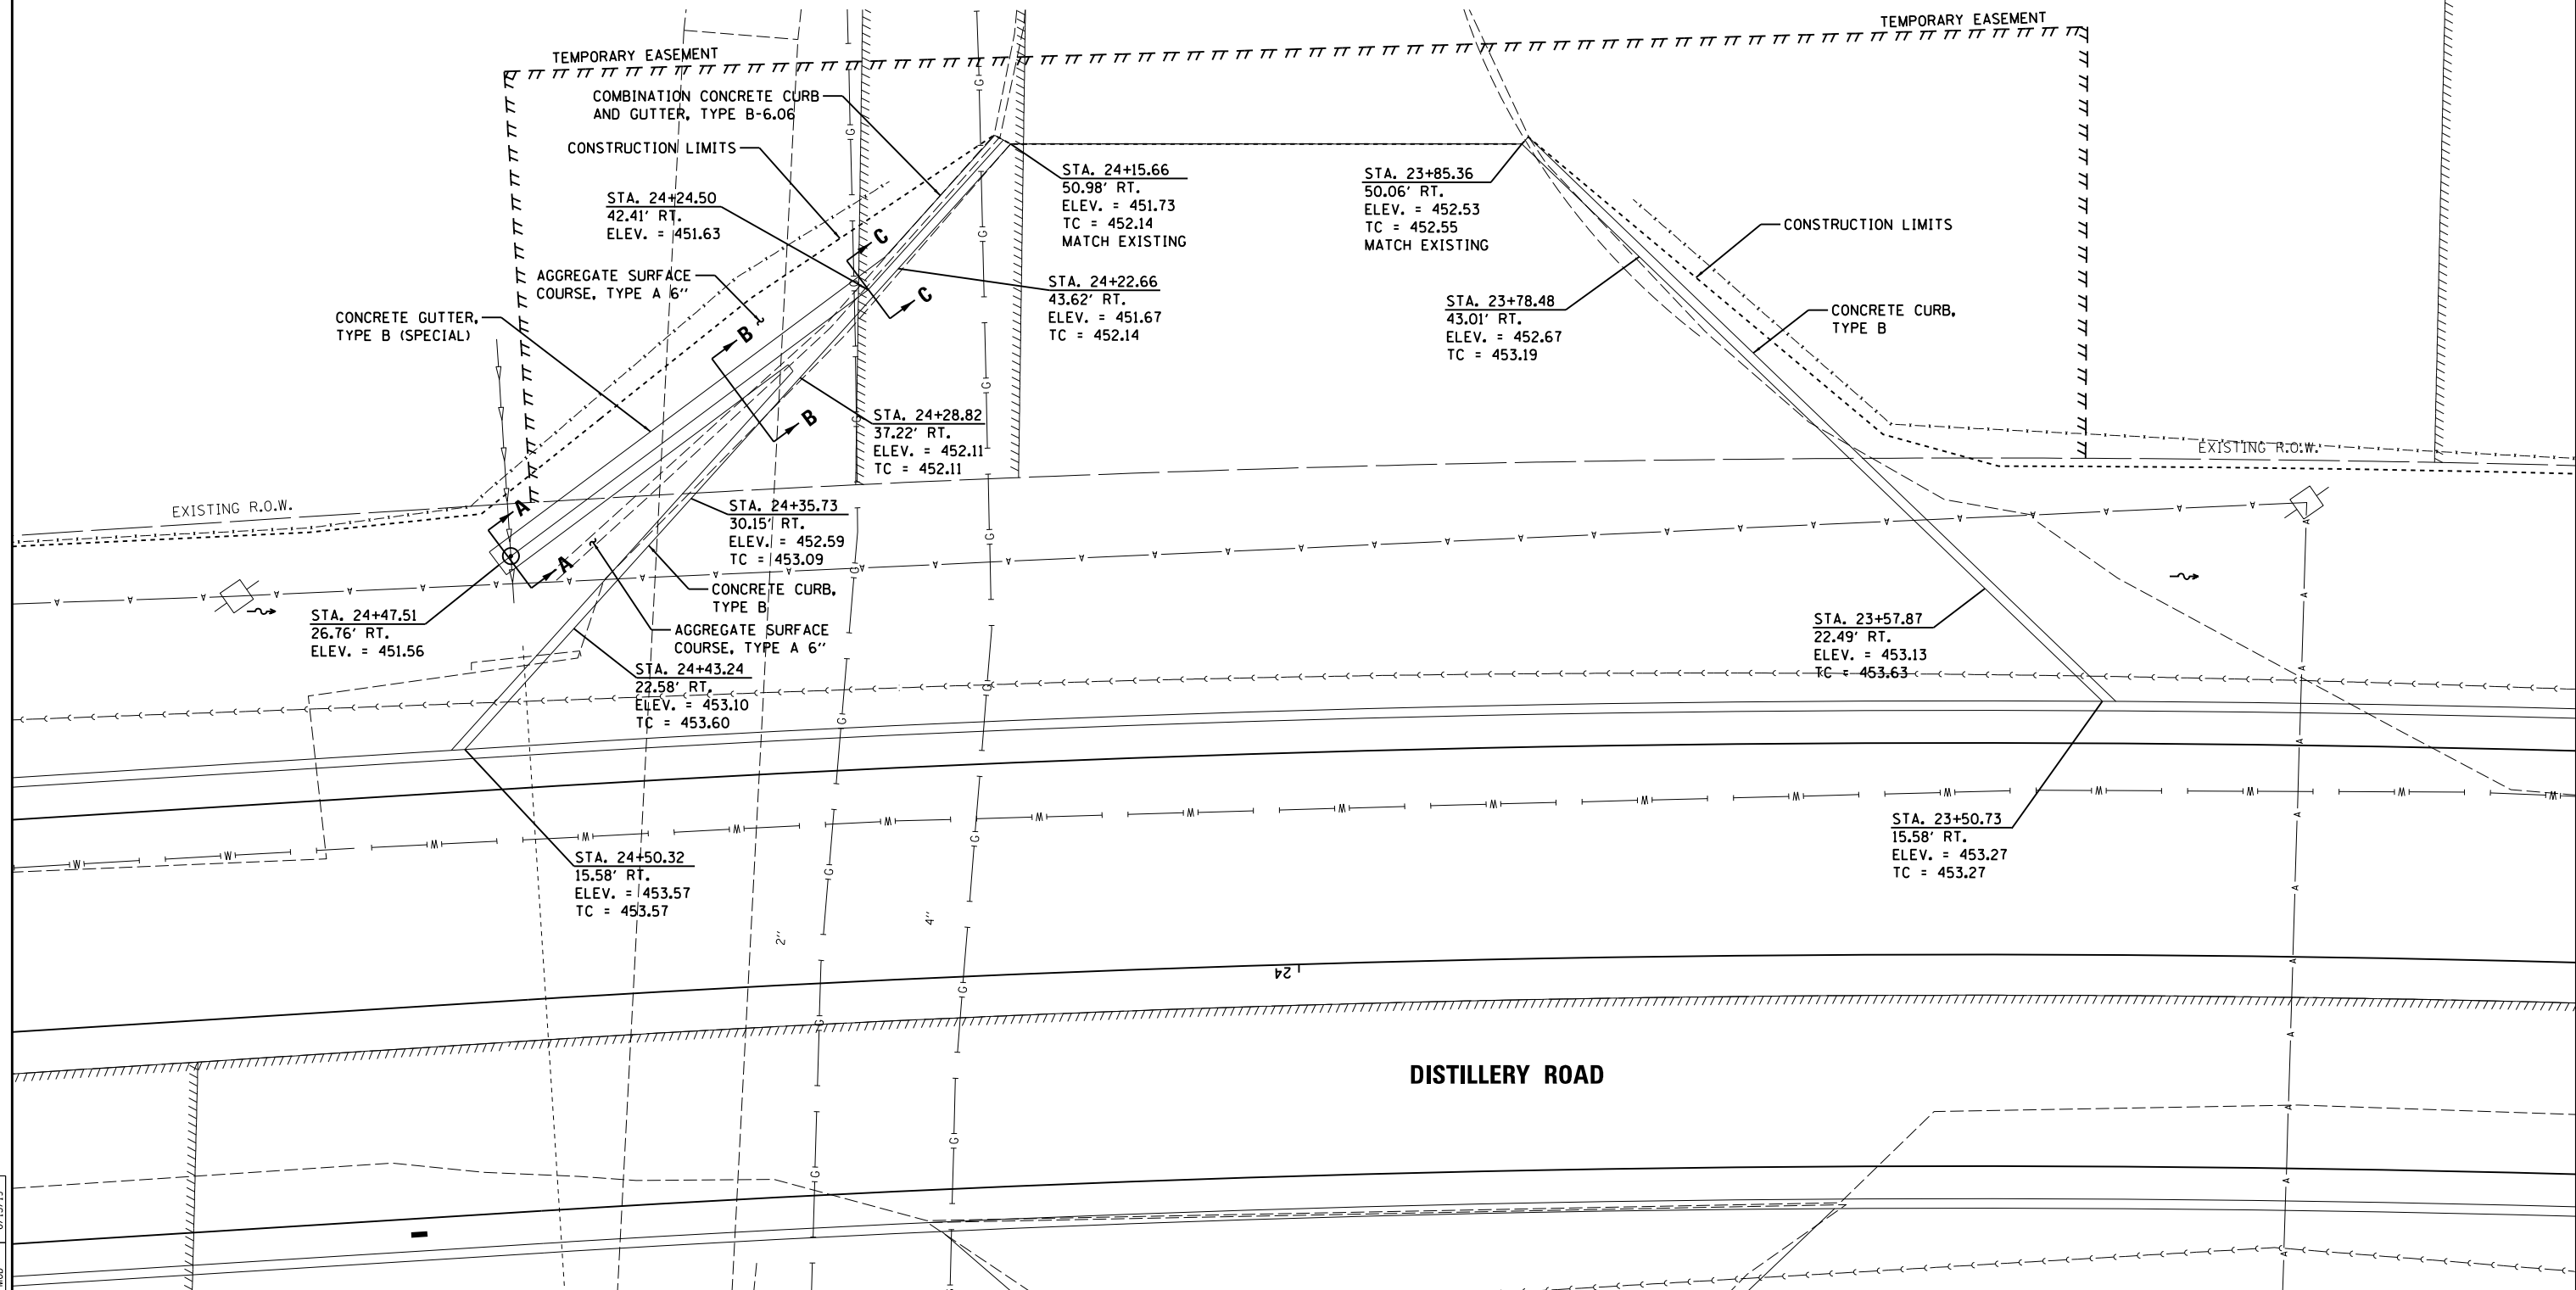 TEMPORARY EASEMENT
TEMPORARY EASEMENT
COMBINATION CONCRETE CURB
AND GUTTER, TYPE B-6.06
CONSTRUCTION LIMITS
STA. 24+24.50
42.41' RT.
ELEV. = 451.63
AGGREGATE SURFACE
COURSE, TYPE A 6''
CONCRETE GUTTER,
TYPE B (SPECIAL)
STA. 24+15.66
50.98' RT.
ELEV. = 451.73
TC = 452.14
MATCH EXISTING
STA. 23+85.36
50.06' RT.
ELEV. = 452.53
TC = 452.55
MATCH EXISTING
CONSTRUCTION LIMITS
C
C
STA. 24+22.66
43.62' RT.
ELEV. = 451.67
TC = 452.14
STA. 23+78.48
43.01' RT.
ELEV. = 452.67
TC = 453.19
CONCRETE CURB,
TYPE B
B
B
STA. 24+28.82
37.22' RT.
ELEV. = 452.11
TC = 452.11
EXISTING R.O.W.
EXISTING R.O.W.
A
A
STA. 24+35.73
30.15' RT.
ELEV. = 452.59
TC = 453.09
CONCRETE CURB,
TYPE B
AGGREGATE SURFACE
COURSE, TYPE A 6''
STA. 24+47.51
26.76' RT.
ELEV. = 451.56
STA. 24+43.24
22.58' RT.
ELEV. = 453.10
TC = 453.60
STA. 23+57.87
22.49' RT.
ELEV. = 453.13
TC = 453.63
STA. 24+50.32
15.58' RT.
ELEV. = 453.57
TC = 453.57
STA. 23+50.73
15.58' RT.
ELEV. = 453.27
TC = 453.27
2''
4''
24
DISTILLERY ROAD